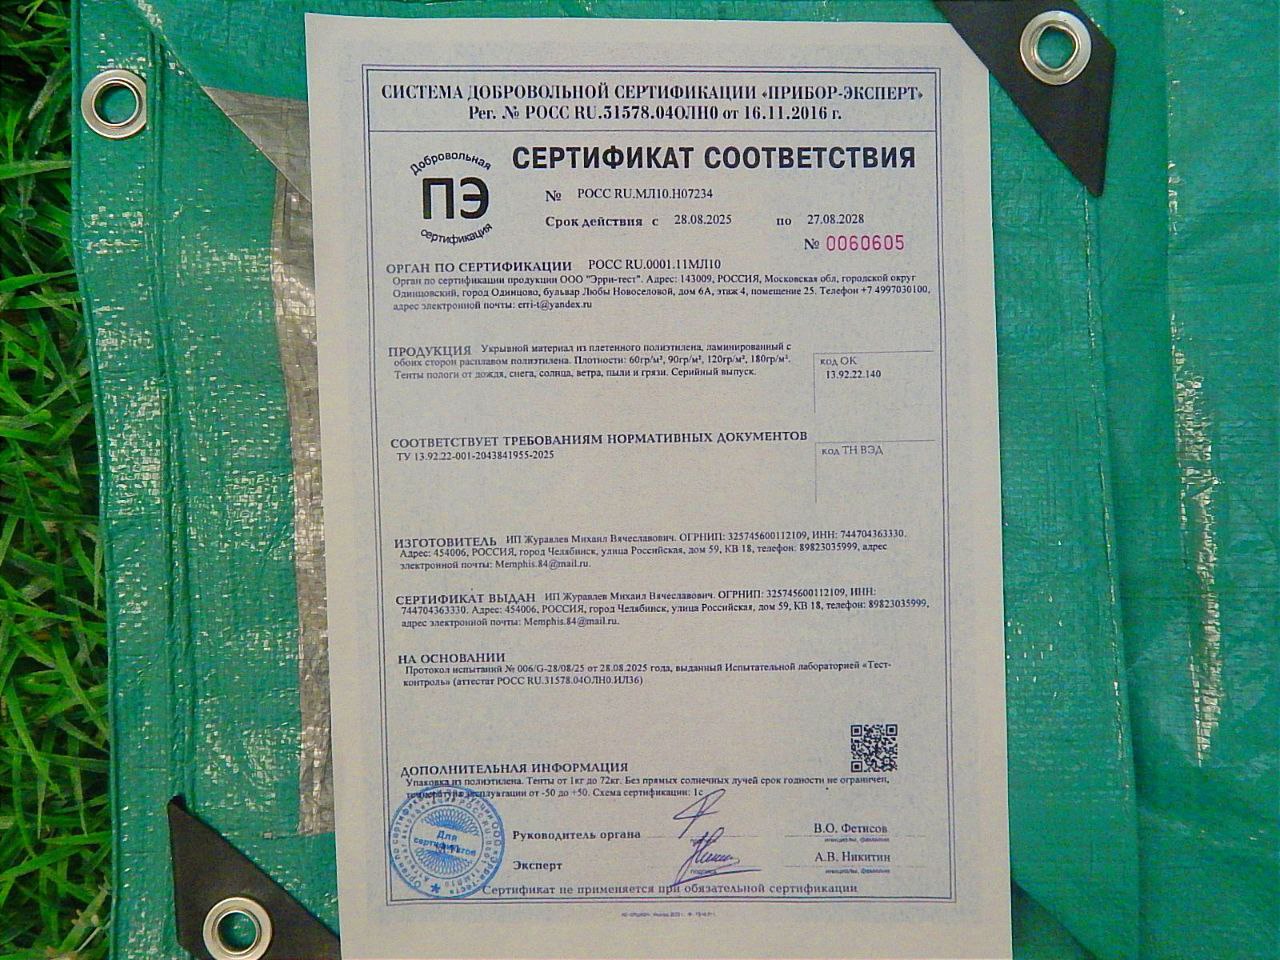 СИСТЕМА ДОБРОВОЛЬНОЙ СЕРТИФИКАЦИИ «ПРИБОР-ЭКСПЕРТ»
Рег. № РОСС RU.31578.04ОЛН0 от 16.11.2016 г.
Добровольная
ПЭ
сертификация
СЕРТИФИКАТ СООТВЕТСТВИЯ
№ РОСС RU.МЛ10.Н07234
Срок действия с 28.08.2025 по 27.08.2028
№ 0060605
ОРГАН ПО СЕРТИФИКАЦИИ РОСС RU.0001.11МЛ10
Орган по сертификации продукции ООО "Эрри-тест". Адрес: 143009, РОССИЯ, Московская обл, городской округ
Одинцовский, город Одинцово, бульвар Любы Новоселовой, дом 6А, этаж 4, помещение 25. Телефон +7 4997030100,
адрес электронной почты: erri-t@yandex.ru
ПРОДУКЦИЯ Укрывной материал из плетенного полиэтилена, ламинированный с
обоих сторон расплавом полиэтилена. Плотности: 60гр/м², 90гр/м², 120гр/м², 180гр/м².
Тенты пологи от дождя, снега, солнца, ветра, пыли и грязи. Серийный выпуск.
код ОК
13.92.22.140
СООТВЕТСТВУЕТ ТРЕБОВАНИЯМ НОРМАТИВНЫХ ДОКУМЕНТОВ
ТУ 13.92.22-001-2043841955-2025
код ТН ВЭД
ИЗГОТОВИТЕЛЬ ИП Журавлев Михаил Вячеславович. ОГРНИП: 325745600112109, ИНН: 744704363330.
Адрес: 454006, РОССИЯ, город Челябинск, улица Российская, дом 59, КВ 18, телефон: 89823035999, адрес
электронной почты: Memphis.84@mail.ru.
СЕРТИФИКАТ ВЫДАН ИП Журавлев Михаил Вячеславович. ОГРНИП: 325745600112109, ИНН:
744704363330. Адрес: 454006, РОССИЯ, город Челябинск, улица Российская, дом 59, КВ 18, телефон: 89823035999,
адрес электронной почты: Memphis.84@mail.ru.
НА ОСНОВАНИИ
Протокол испытаний № 006/G-28/08/25 от 28.08.2025 года, выданный Испытательной лабораторией «Тест-
контроль» (аттестат РОСС RU.31578.04ОЛН0.ИЛ36)
ДОПОЛНИТЕЛЬНАЯ ИНФОРМАЦИЯ
Упаковка из полиэтилена. Тенты от 1кг до 72кг. Без прямых солнечных лучей срок годности не ограничен,
температура эксплуатации от -50 до +50. Схема сертификации: 1с
Для
сертификатов
Руководитель органа
В.О. Фетисов
инициалы, фамилия
Эксперт
подпись
А.В. Никитин
инициалы, фамилия
Сертификат не применяется при обязательной сертификации